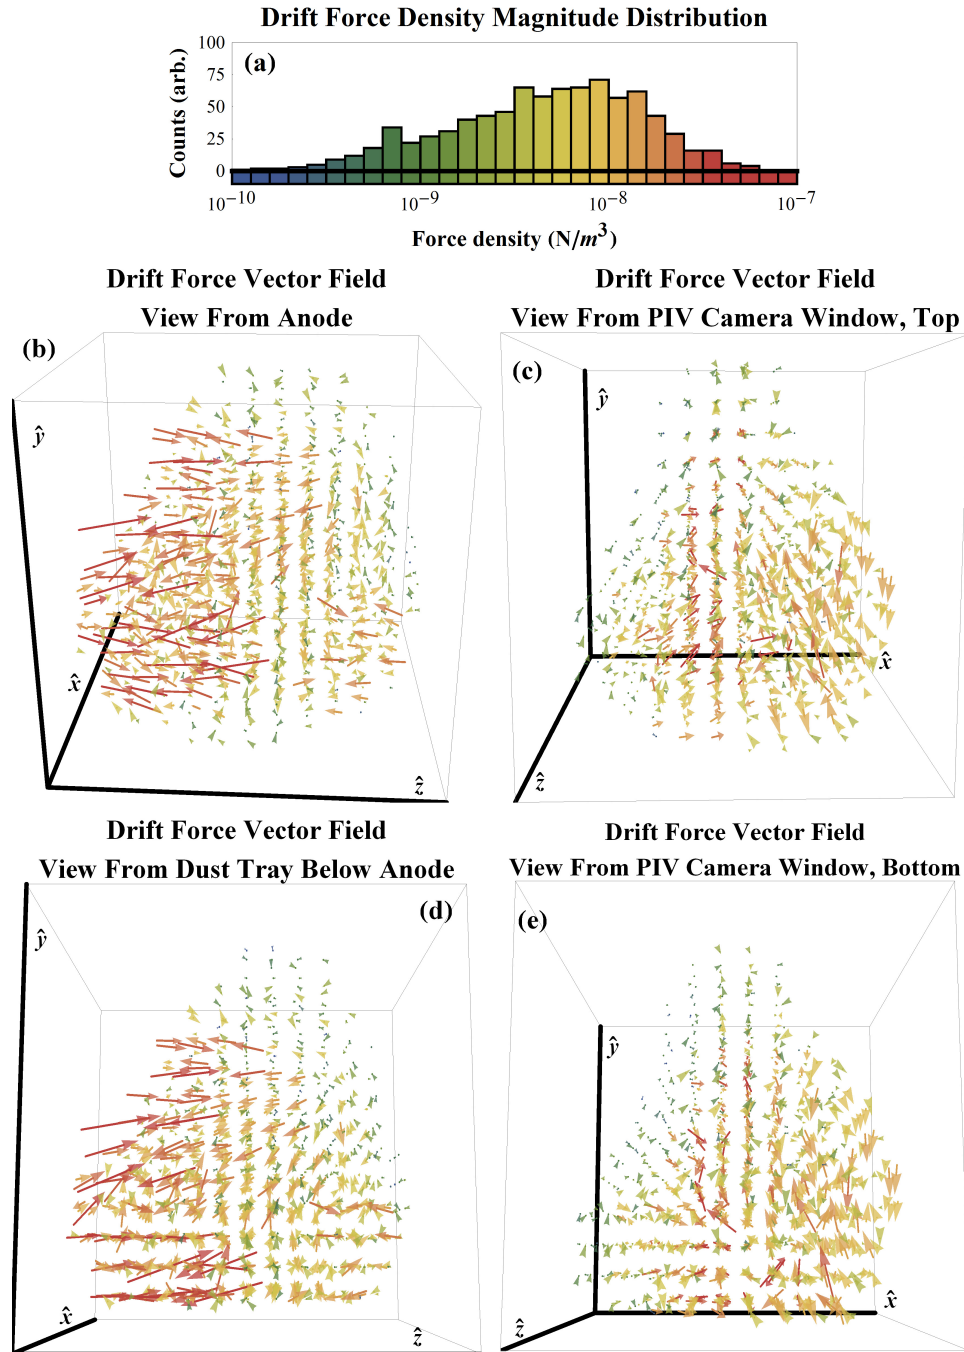 Drift Force Density Magnitude Distribution
(a)
Counts (arb.)
100
75
50
25
0
10⁻¹⁰ 10⁻⁹ 10⁻⁸ 10⁻⁷
Force density (N/m³)
Drift Force Vector Field
View From Anode
(b)
ŷ
x̂
ẑ
Drift Force Vector Field
View From PIV Camera Window, Top
(c)
ŷ
x̂
ẑ
Drift Force Vector Field
View From Dust Tray Below Anode
(d)
ŷ
x̂
ẑ
Drift Force Vector Field
View From PIV Camera Window, Bottom
(e)
ŷ
x̂
ẑ